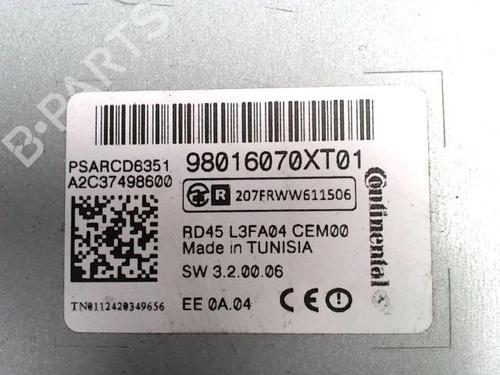 B-PARTS
PSARCD6351
A2C37498600
98016070XT01
R 207FRWW611506
RD45 L3FA04 CEM00
Made in TUNISIA
SW 3.2.00.06
EE 0A.04 CE
TN0112420349656
Continental